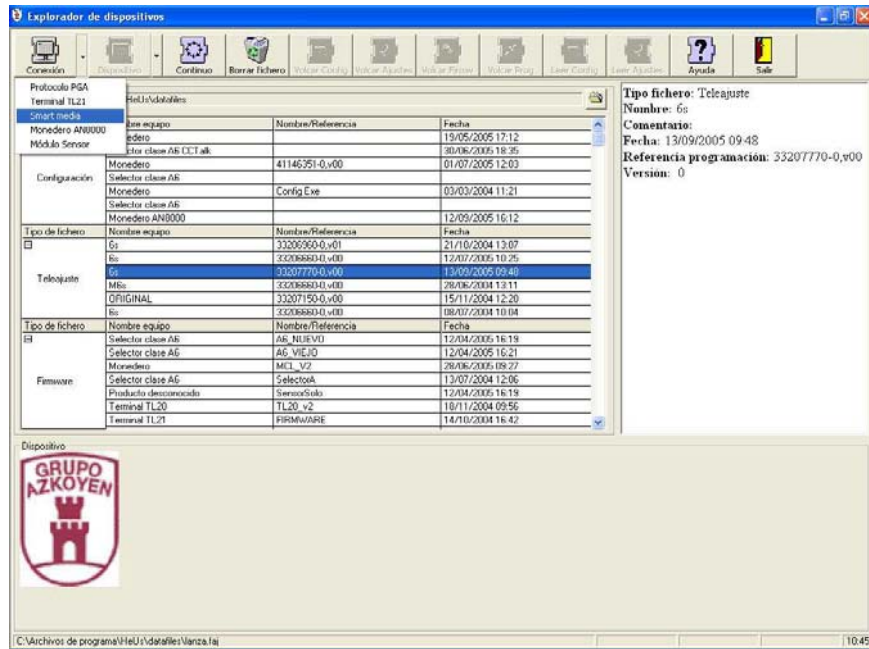 Explorador de dispositivos
Conexión
Dispositivo
Continuo
Borrar fichero
Volcar Config
Volcar Ajustes
Volcar Firmw
Volcar Prog
Leer Config
Leer Ajustes
Ayuda
Salir
Protocolo PGA
Terminal TL21
Smart media
Monedero AN8000
Módulo Sensor
HeUs\datafiles
Nombre/Referencia Fecha
19/05/2005 17:12
A6 CCTalk 30/06/2005 18:35
Configuración
Monedero 41146351-0,v00 01/07/2005 12:03
Selector clase A6
Monedero Config Exe 03/03/2004 11:21
Selector clase A6
Monedero AN8000 12/09/2005 16:12
Tipo de fichero Nombre equipo Nombre/Referencia Fecha
Teleajuste
6s 33206960-0,v01 21/10/2004 13:07
6s 33206660-0,v00 12/07/2005 10:25
6s 33207770-0,v00 13/09/2005 09:48
M6s 33206660-0,v00 28/06/2004 13:11
ORIGINAL 33207150-0,v00 15/11/2004 12:20
6s 33206660-0,v00 08/07/2004 10:04
Tipo de fichero Nombre equipo Nombre/Referencia Fecha
Firmware
Selector clase A6 A6_NUEVO 12/04/2005 16:19
Selector clase A6 A6_VIEJO 12/04/2005 16:21
Monedero MCL_V2 28/06/2005 09:27
Selector clase A6 SelectorA 13/07/2004 12:06
Producto desconocido SensorSolo 12/04/2005 16:19
Terminal TL20 TL20_v2 18/11/2004 09:56
Terminal TL21 FIRMWARE 14/10/2004 16:42
Tipo fichero: Teleajuste
Nombre: 6s
Comentario:
Fecha: 13/09/2005 09:48
Referencia programación: 33207770-0,v00
Versión: 0
Dispositivo
GRUPO
AZKOYEN
C:\Archivos de programa\HeUs\datafiles\lanza.faj
10:45